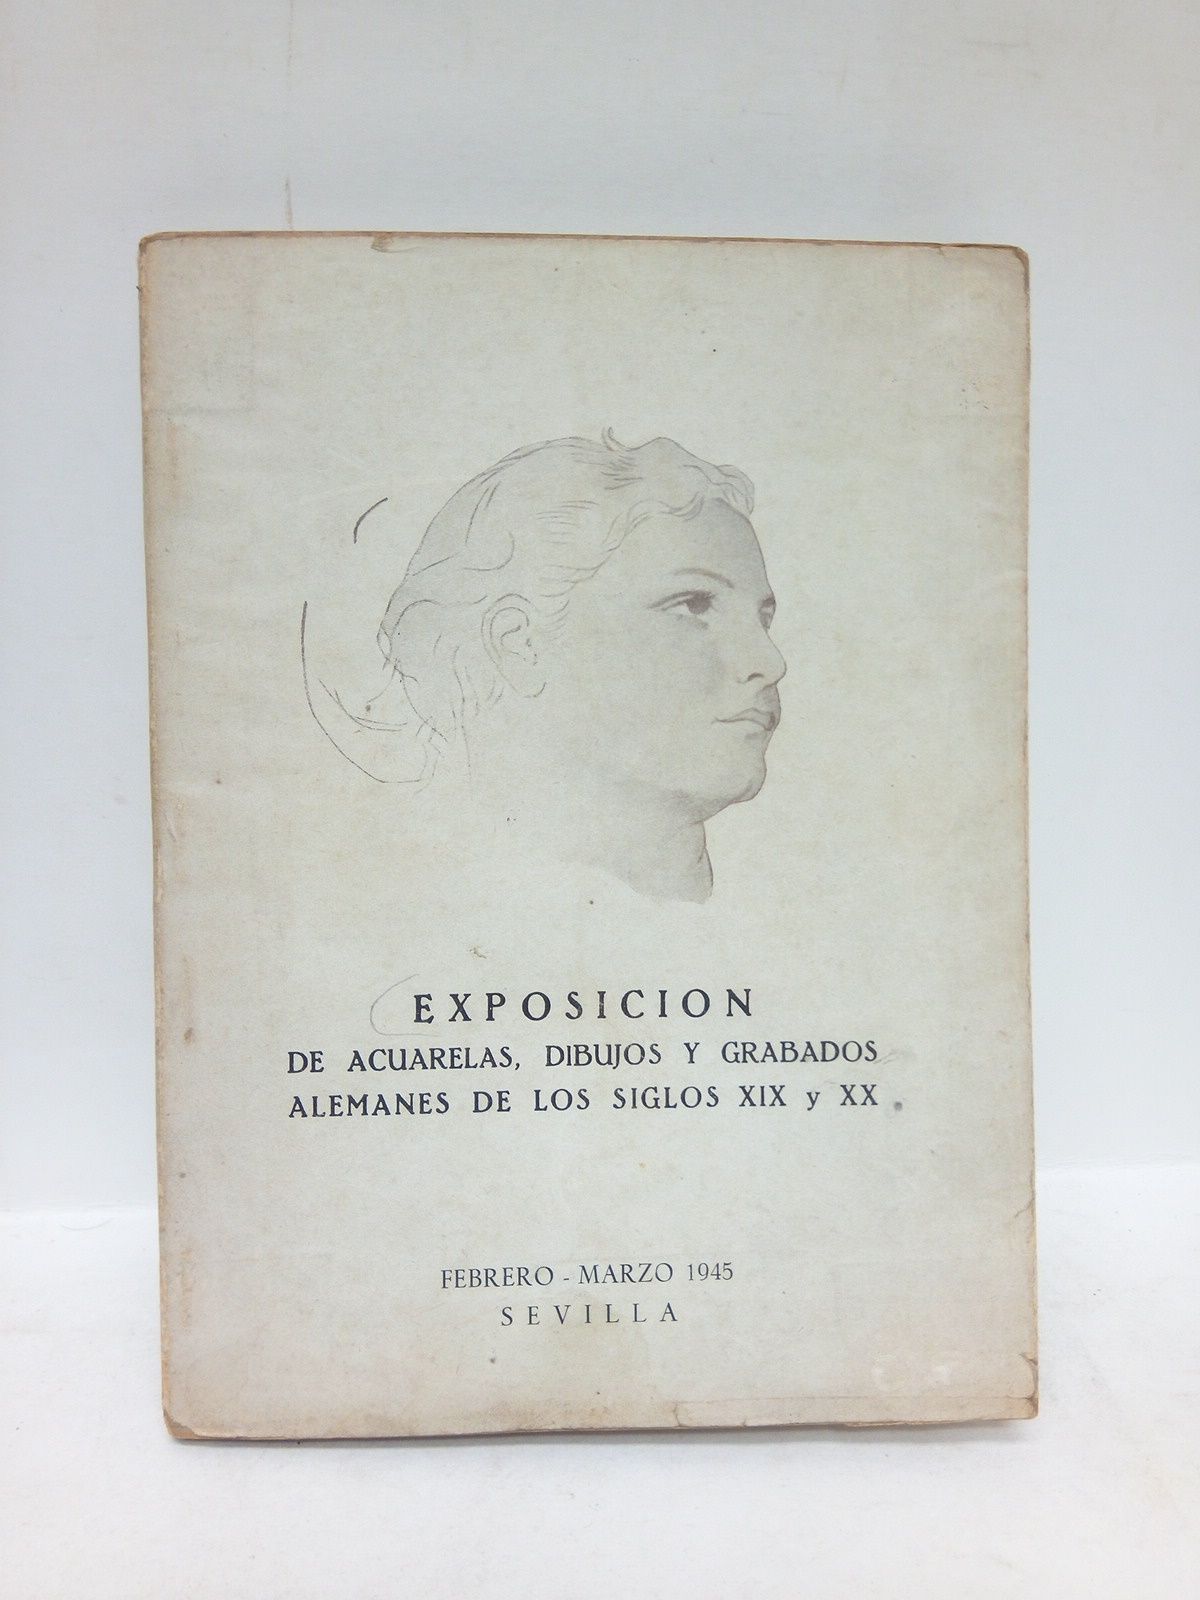 EXPOSICION
DE ACUARELAS, DIBUJOS Y GRABADOS
ALEMANES DE LOS SIGLOS XIX y XX
FEBRERO - MARZO 1945
SEVILLA